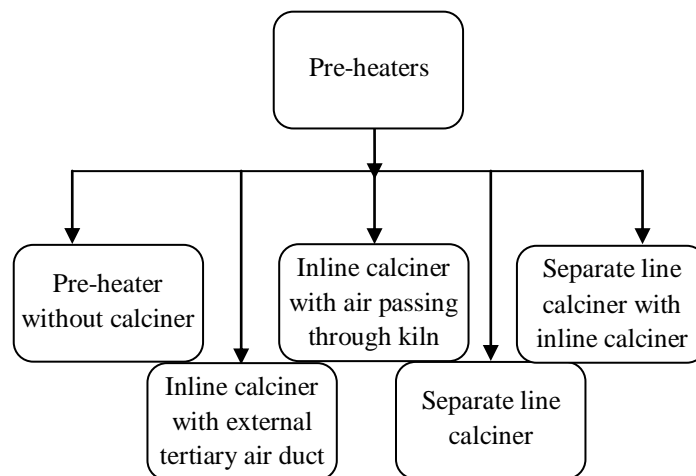 Pre-heaters
Pre-heater
without calciner
Inline calciner
with external
tertiary air duct
Inline calciner
with air passing
through kiln
Separate line
calciner
Separate line
calciner with
inline calciner